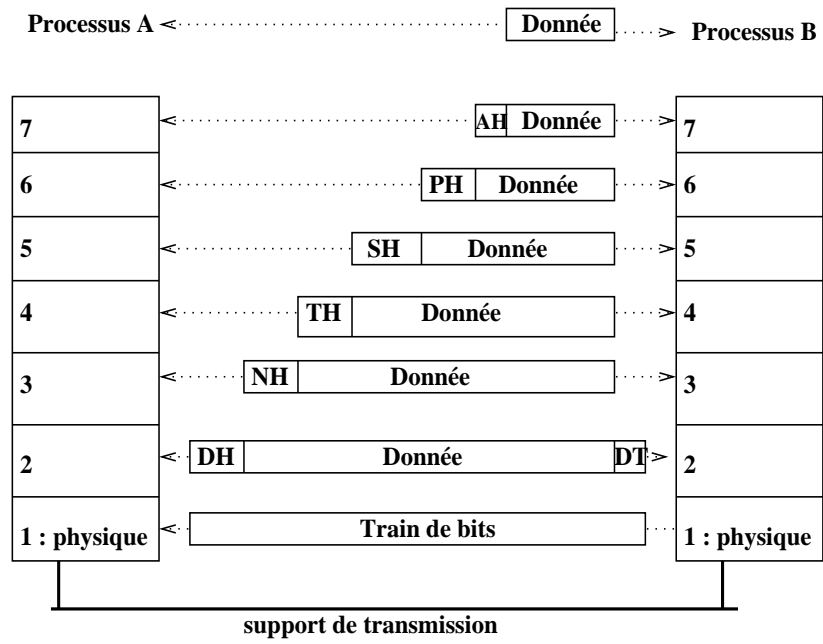 Processus A Donnée Processus B
7 AH Donnée 7
6 PH Donnée 6
5 SH Donnée 5
4 TH Donnée 4
3 NH Donnée 3
2 DH Donnée DT 2
1 : physique Train de bits 1 : physique
support de transmission